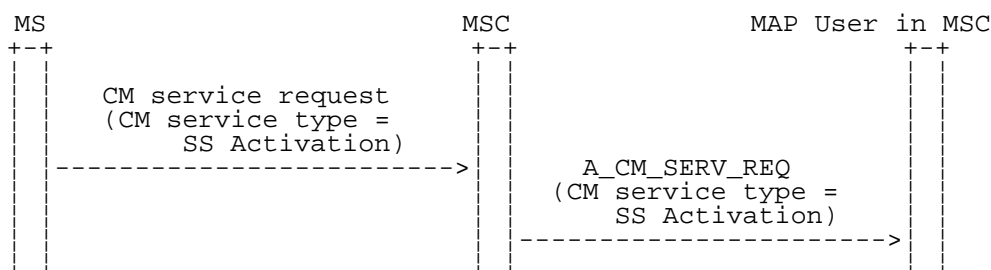 MS MSC MAP User in MSC
CM service request
(CM service type =
SS Activation)
A_CM_SERV_REQ
(CM service type =
SS Activation)